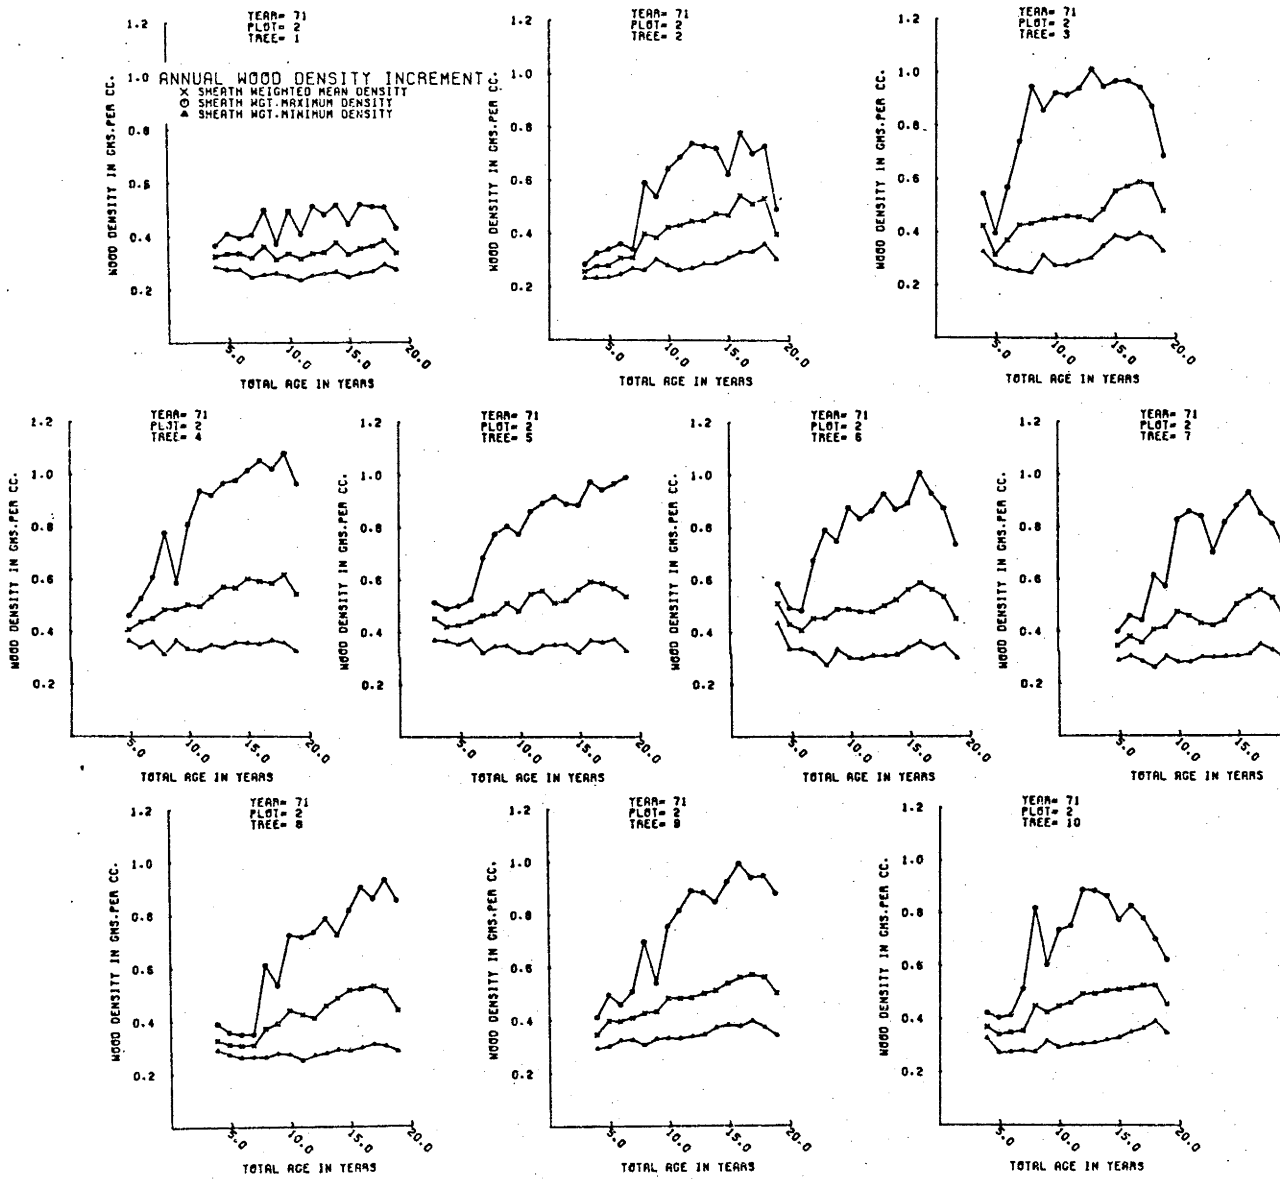 YEAR= 71
PLOT= 2
TREE= 1
ANNUAL WOOD DENSITY INCREMENT
X SHEATH WEIGHTED MEAN DENSITY
O SHEATH WGT.MAXIMUM DENSITY
▲ SHEATH WGT.MINIMUM DENSITY
WOOD DENSITY IN GMS.PER CC.
1.2
1.0
0.8
0.6
0.4
0.2
5.0
10.0
15.0
20.0
TOTAL AGE IN YEARS
YEAR= 71
PLOT= 2
TREE= 2
WOOD DENSITY IN GMS.PER CC.
1.2
1.0
0.8
0.6
0.4
0.2
5.0
10.0
15.0
20.0
TOTAL AGE IN YEARS
YEAR= 71
PLOT= 2
TREE= 3
WOOD DENSITY IN GMS.PER CC.
1.2
1.0
0.8
0.6
0.4
0.2
5.0
10.0
15.0
20.0
TOTAL AGE IN YEARS
YEAR= 71
PLOT= 2
TREE= 4
WOOD DENSITY IN GMS.PER CC.
1.2
1.0
0.8
0.6
0.4
0.2
5.0
10.0
15.0
20.0
TOTAL AGE IN YEARS
YEAR= 71
PLOT= 2
TREE= 5
WOOD DENSITY IN GMS.PER CC.
1.2
1.0
0.8
0.6
0.4
0.2
5.0
10.0
15.0
20.0
TOTAL AGE IN YEARS
YEAR= 71
PLOT= 2
TREE= 6
WOOD DENSITY IN GMS.PER CC.
1.2
1.0
0.8
0.6
0.4
0.2
5.0
10.0
15.0
20.0
TOTAL AGE IN YEARS
YEAR= 71
PLOT= 2
TREE= 7
WOOD DENSITY IN GMS.PER CC.
1.2
1.0
0.8
0.6
0.4
0.2
5.0
10.0
15.0
TOTAL AGE IN YEARS
YEAR= 71
PLOT= 2
TREE= 8
WOOD DENSITY IN GMS.PER CC.
1.2
1.0
0.8
0.6
0.4
0.2
5.0
10.0
15.0
20.0
TOTAL AGE IN YEARS
YEAR= 71
PLOT= 2
TREE= 9
WOOD DENSITY IN GMS.PER CC.
1.2
1.0
0.8
0.6
0.4
0.2
5.0
10.0
15.0
20.0
TOTAL AGE IN YEARS
YEAR= 71
PLOT= 2
TREE= 10
WOOD DENSITY IN GMS.PER CC.
1.2
1.0
0.8
0.6
0.4
0.2
5.0
10.0
15.0
20.0
TOTAL AGE IN YEARS